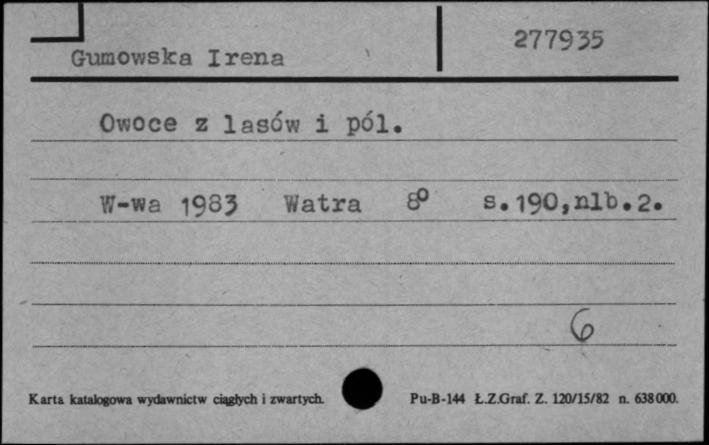 Gumowska Irena 277935
Owoce z lasów i pól.
W-wa 1983 Watra 8º s.190,nlb.2.
6
Karta katalogowa wydawnictw ciągłych i zwartych. Pu-B-144 Ł.Z.Graf. Z. 120/15/82 n. 638000.